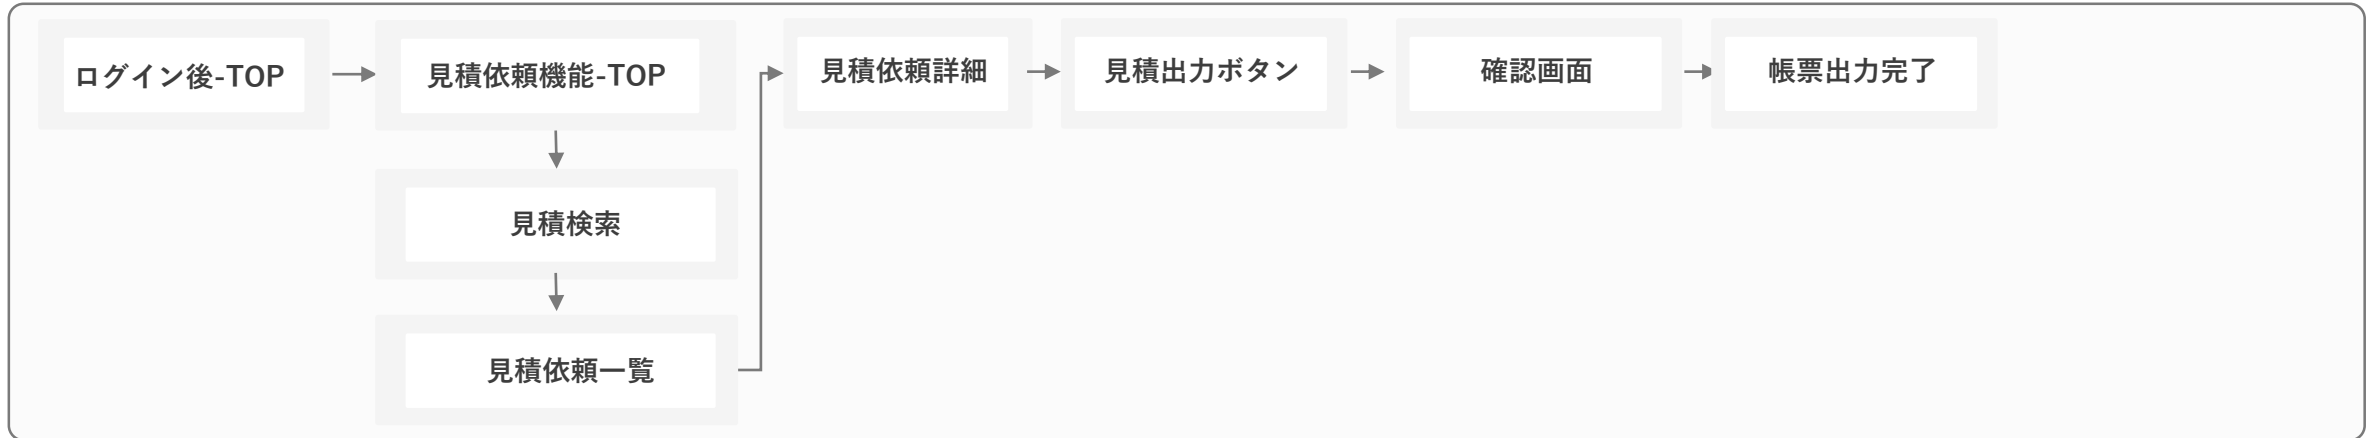 ログイン後-TOP
見積依頼機能-TOP
見積検索
見積依頼一覧
見積依頼詳細
見積出力ボタン
確認画面
帳票出力完了